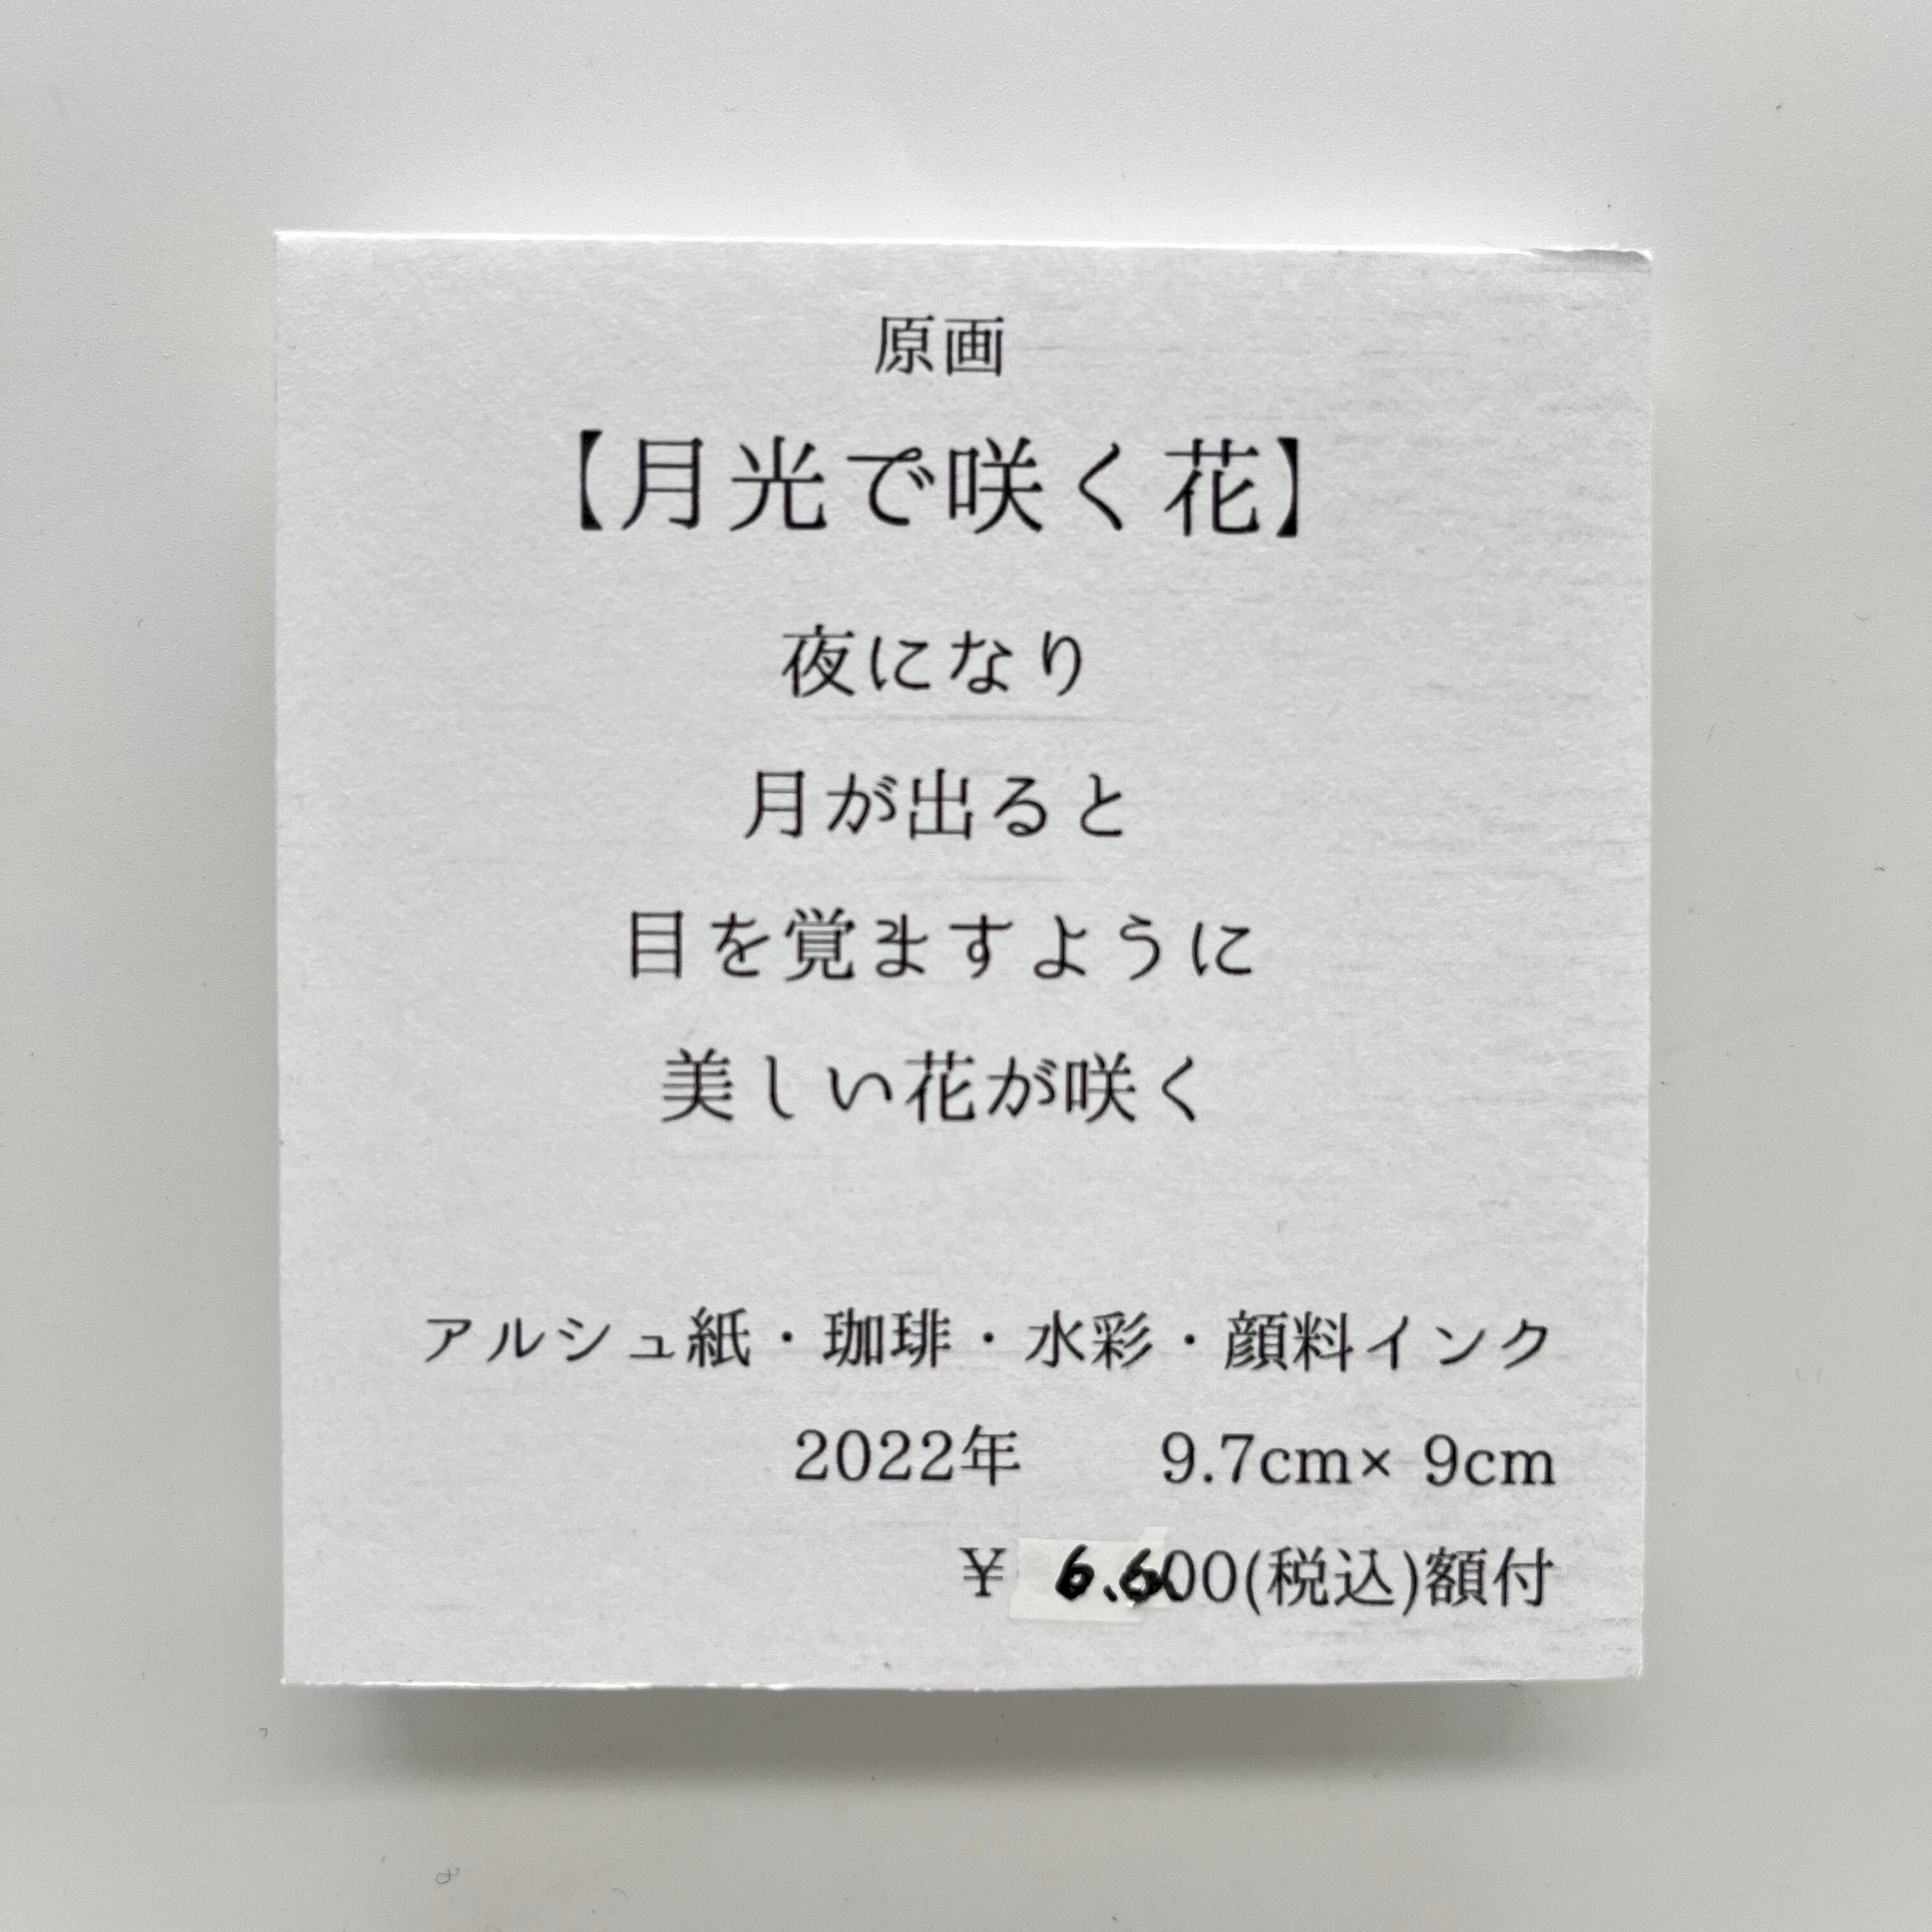 原画
【月光で咲く花】
夜になり
月が出ると
目を覚ますように
美しい花が咲く
アルシュ紙・珈琲・水彩・顔料インク
2022年 9.7cm× 9cm
¥ 6.600(税込)額付